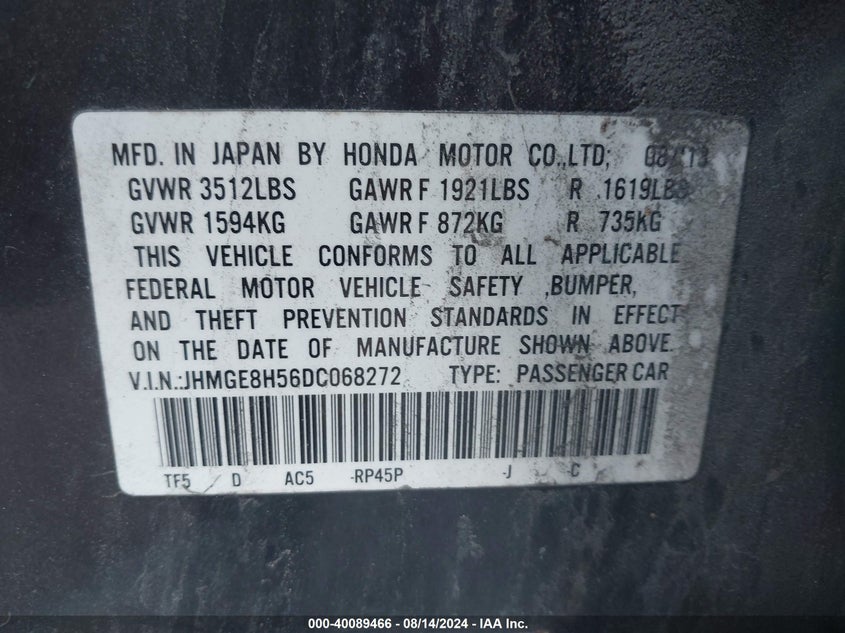 MFD. IN JAPAN BY HONDA MOTOR CO.,LTD; 08/13
GVWR 3512LBS GAWR F 1921LBS R 1619LBS
GVWR 1594KG GAWR F 872KG R 735KG
THIS VEHICLE CONFORMS TO ALL APPLICABLE
FEDERAL MOTOR VEHICLE SAFETY ,BUMPER,
AND THEFT PREVENTION STANDARDS IN EFFECT
ON THE DATE OF MANUFACTURE SHOWN ABOVE.
V.I.N.:JHMGE8H56DC068272 TYPE: PASSENGER CAR
TF5 D AC5 -RP45P -J -C
000-40089466 - 08/14/2024 - IAA Inc.